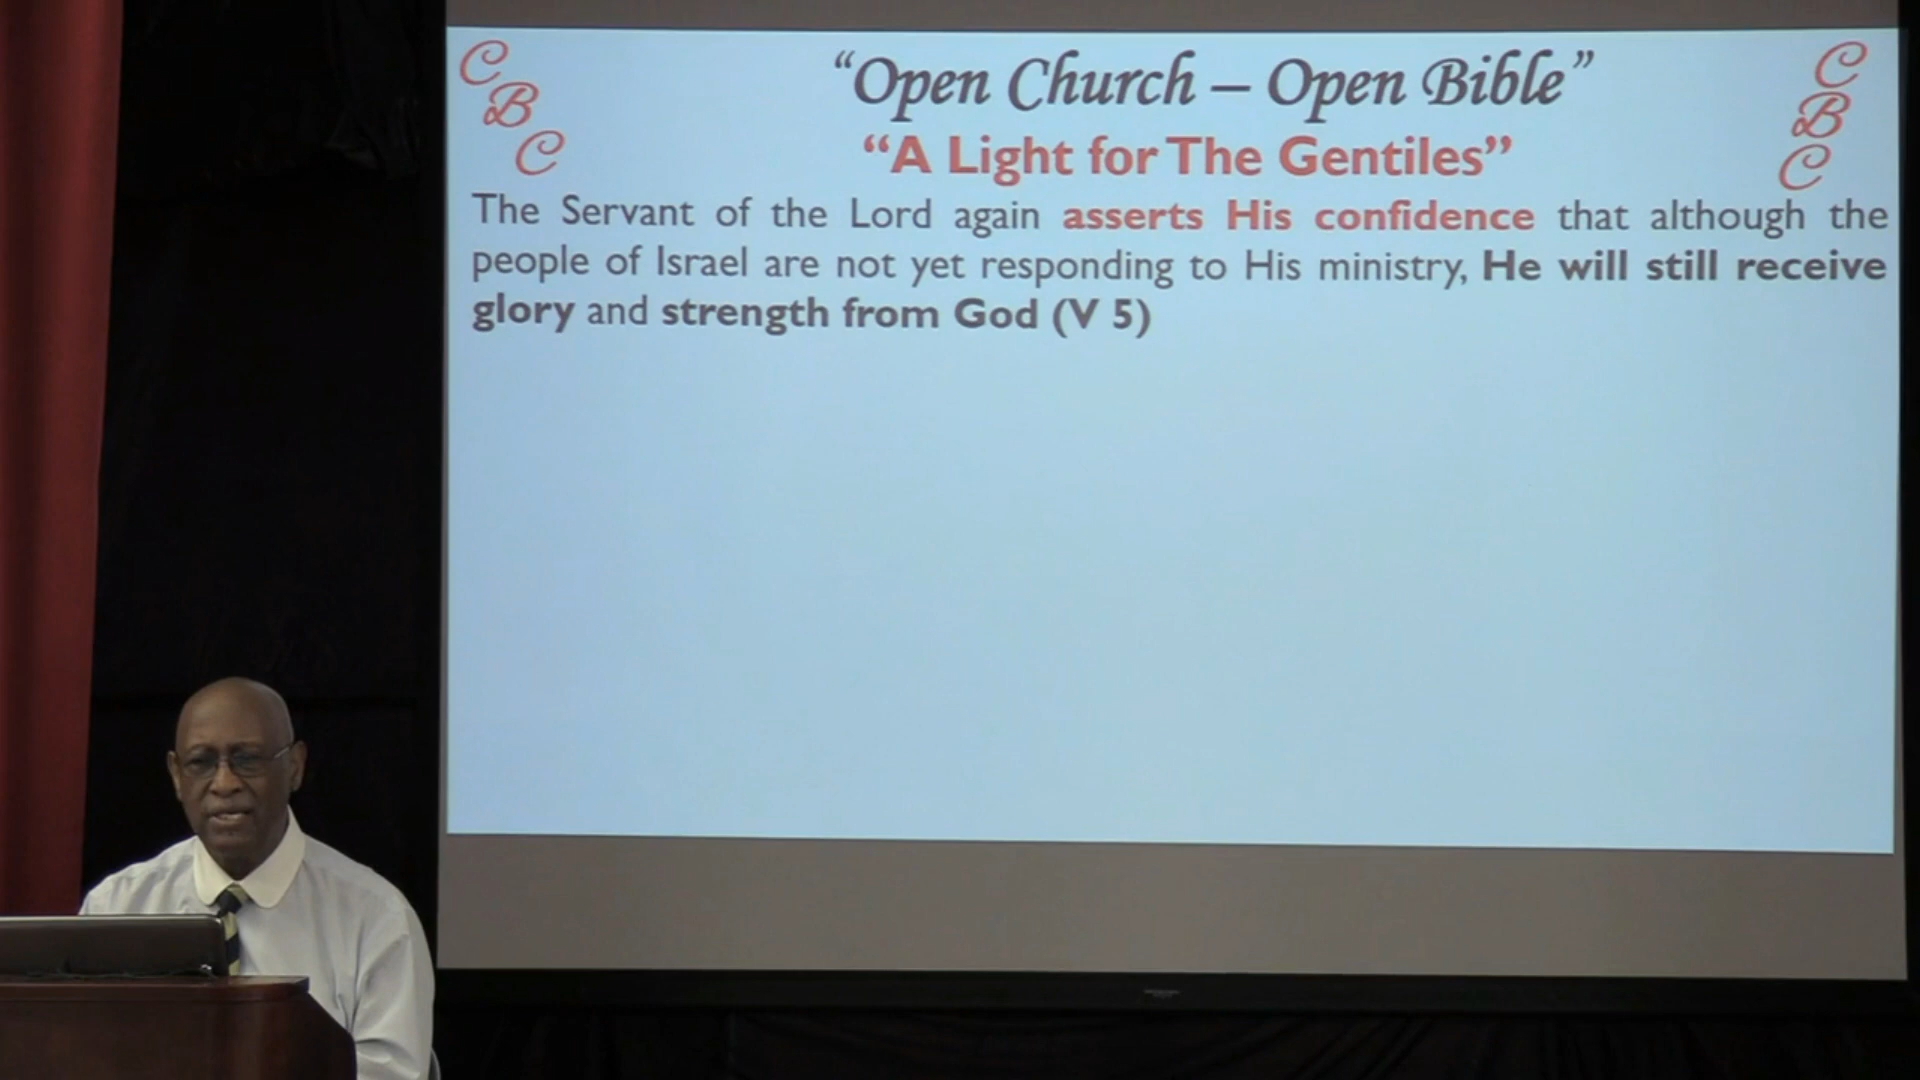 C
B
C
“Open Church – Open Bible”
C
B
C
“A Light for The Gentiles”
The Servant of the Lord again asserts His confidence that although the
people of Israel are not yet responding to His ministry, He will still receive
glory and strength from God (V 5)